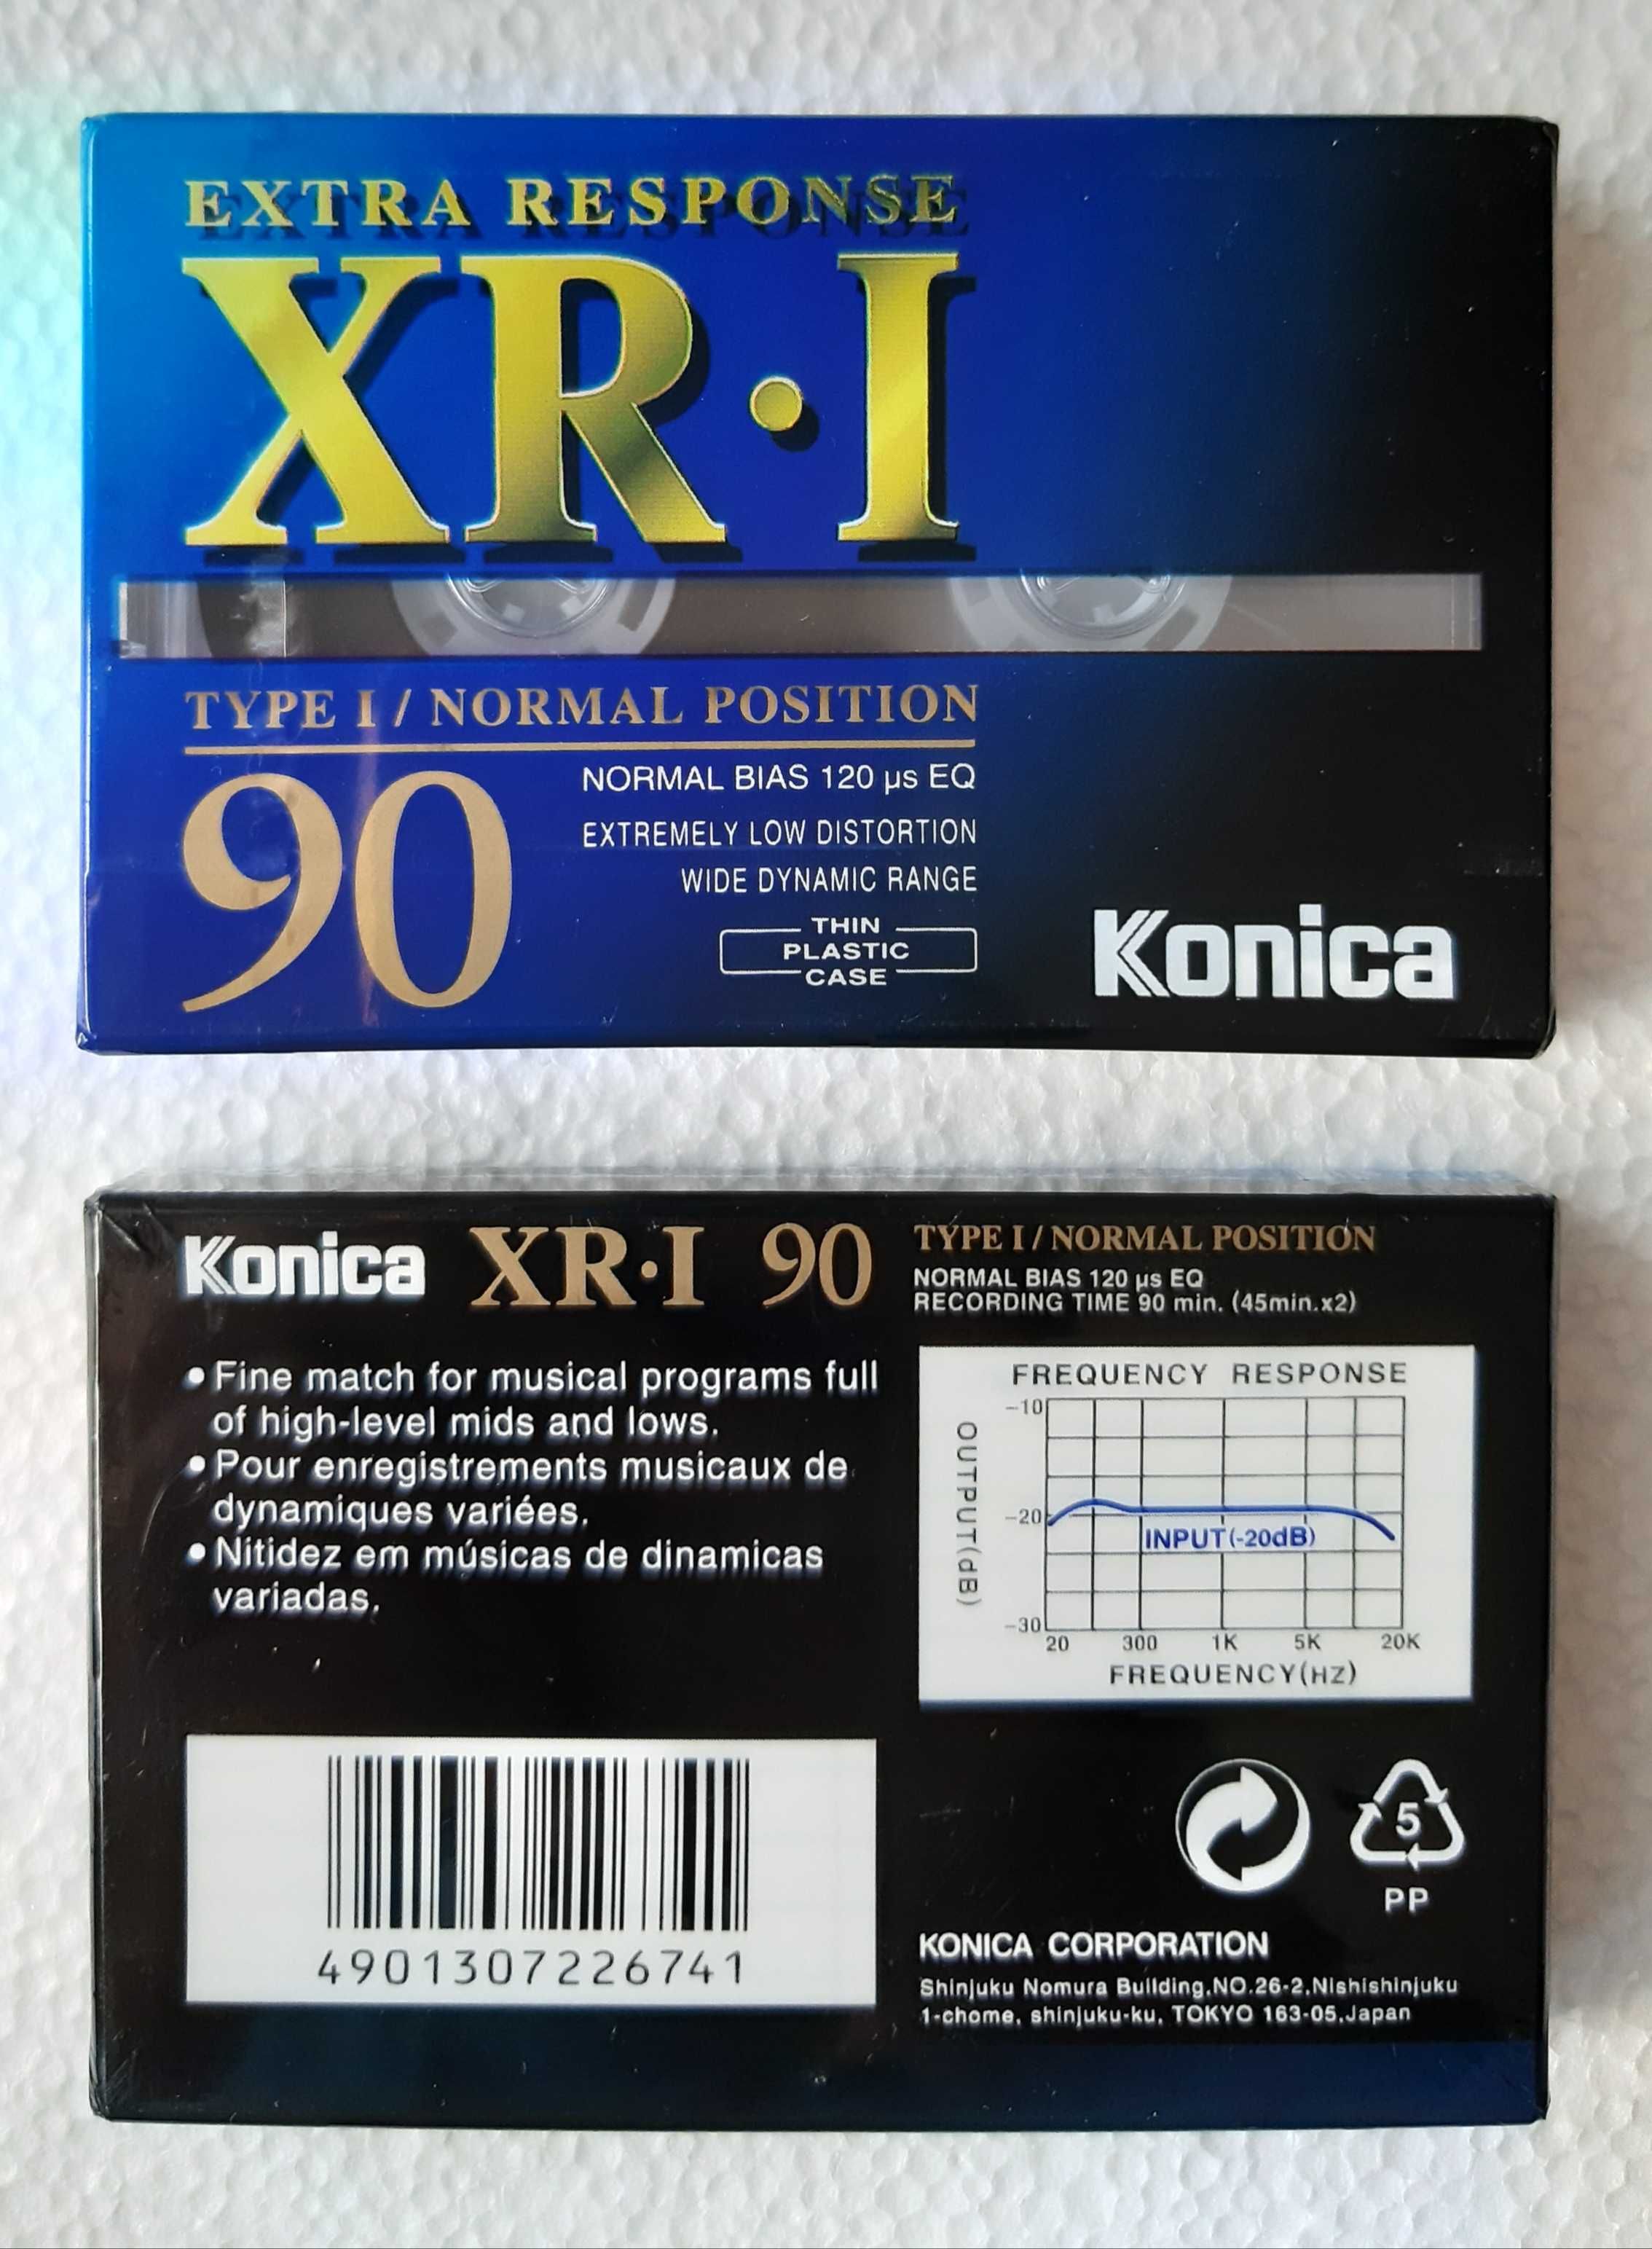 EXTRA RESPONSE
XR·I
TYPE I / NORMAL POSITION
90
NORMAL BIAS 120 µs EQ
EXTREMELY LOW DISTORTION
WIDE DYNAMIC RANGE
THIN
PLASTIC
CASE
Konica
Konica XR·I 90
TYPE I / NORMAL POSITION
NORMAL BIAS 120 µs EQ
RECORDING TIME 90 min. (45min.x2)
• Fine match for musical programs full
of high-level mids and lows.
• Pour enregistrements musicaux de
dynamiques variées.
• Nitidez em músicas de dinamicas
variadas.
FREQUENCY RESPONSE
OUTPUT(dB)
-10
-20
-30
INPUT(-20dB)
20 300 1K 5K 20K
FREQUENCY(HZ)
4901307226741
5
PP
KONICA CORPORATION
Shinjuku Nomura Building,NO.26-2,Nishishinjuku
1-chome, shinjuku-ku, TOKYO 163-05,Japan